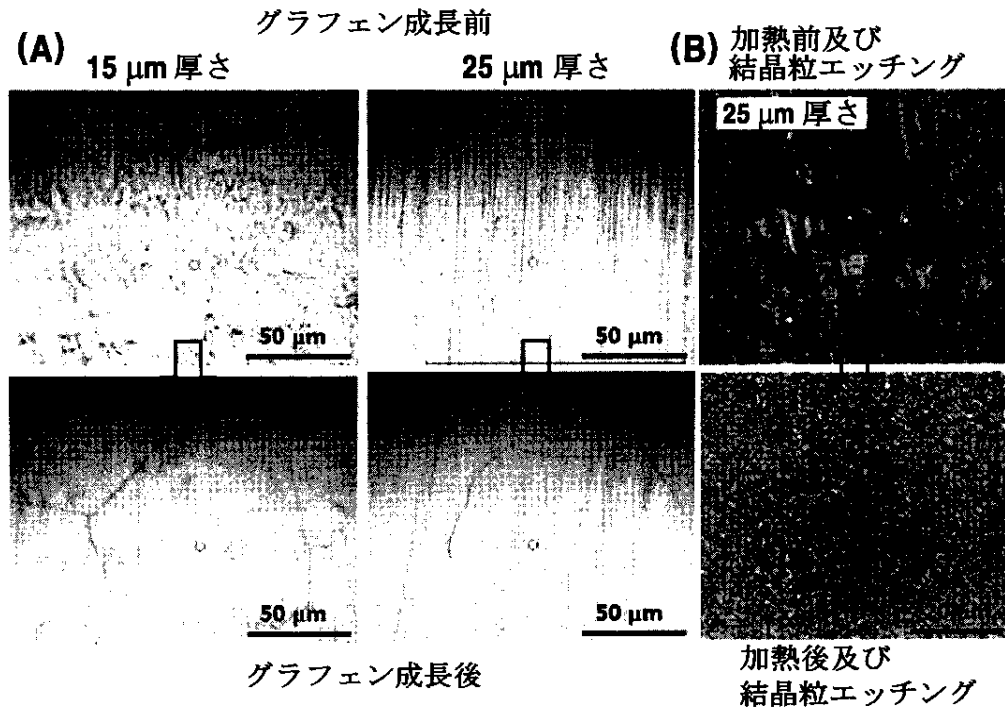 グラフェン成長前
(A)
15 μm 厚さ
25 μm 厚さ
(B) 加熱前及び
結晶粒エッチング
25 μm 厚さ
50 μm
50 μm
50 μm
50 μm
グラフェン成長後
加熱後及び
結晶粒エッチング